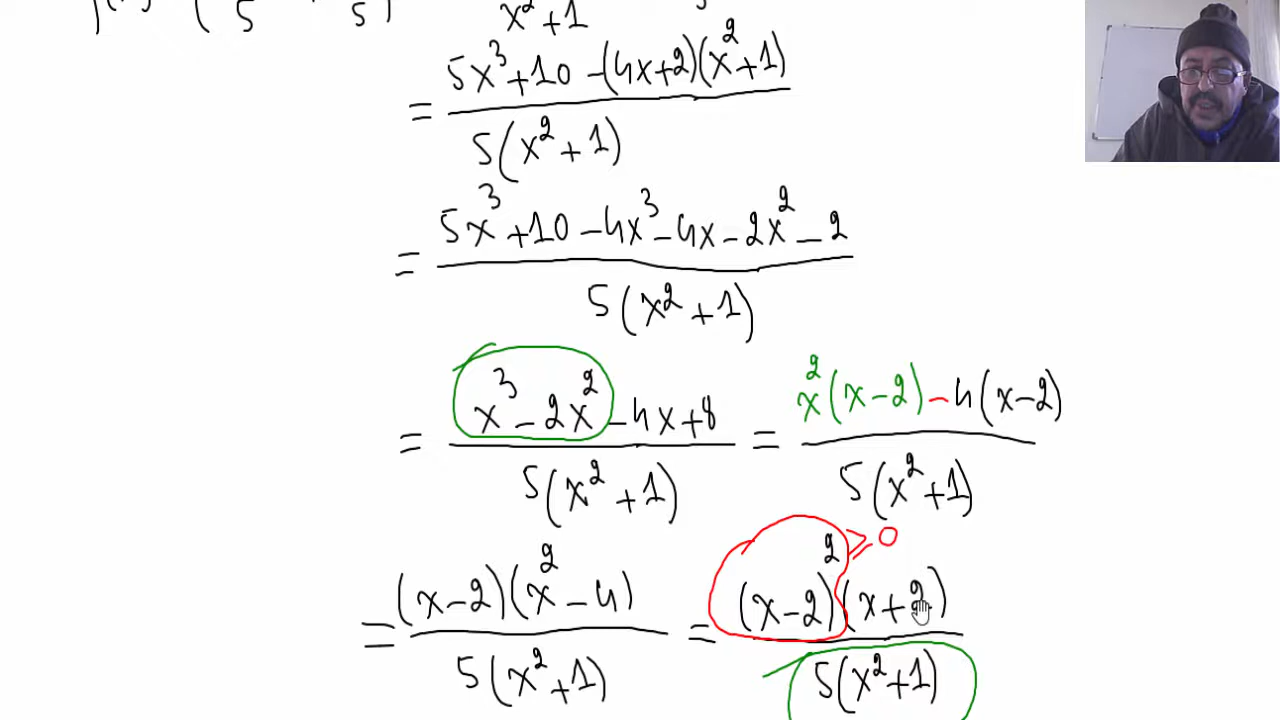 x²+1
= (5x³+10-(4x+2)(x²+1))/(5(x²+1))
= (5x³+10-4x³-4x-2x²-2)/(5(x²+1))
= (x³-2x²-4x+8)/(5(x²+1)) = (x²(x-2)-4(x-2))/(5(x²+1))
= ((x-2)(x²-4))/(5(x²+1)) = ((x-2)²(x+2))/(5(x²+1))
⩾0